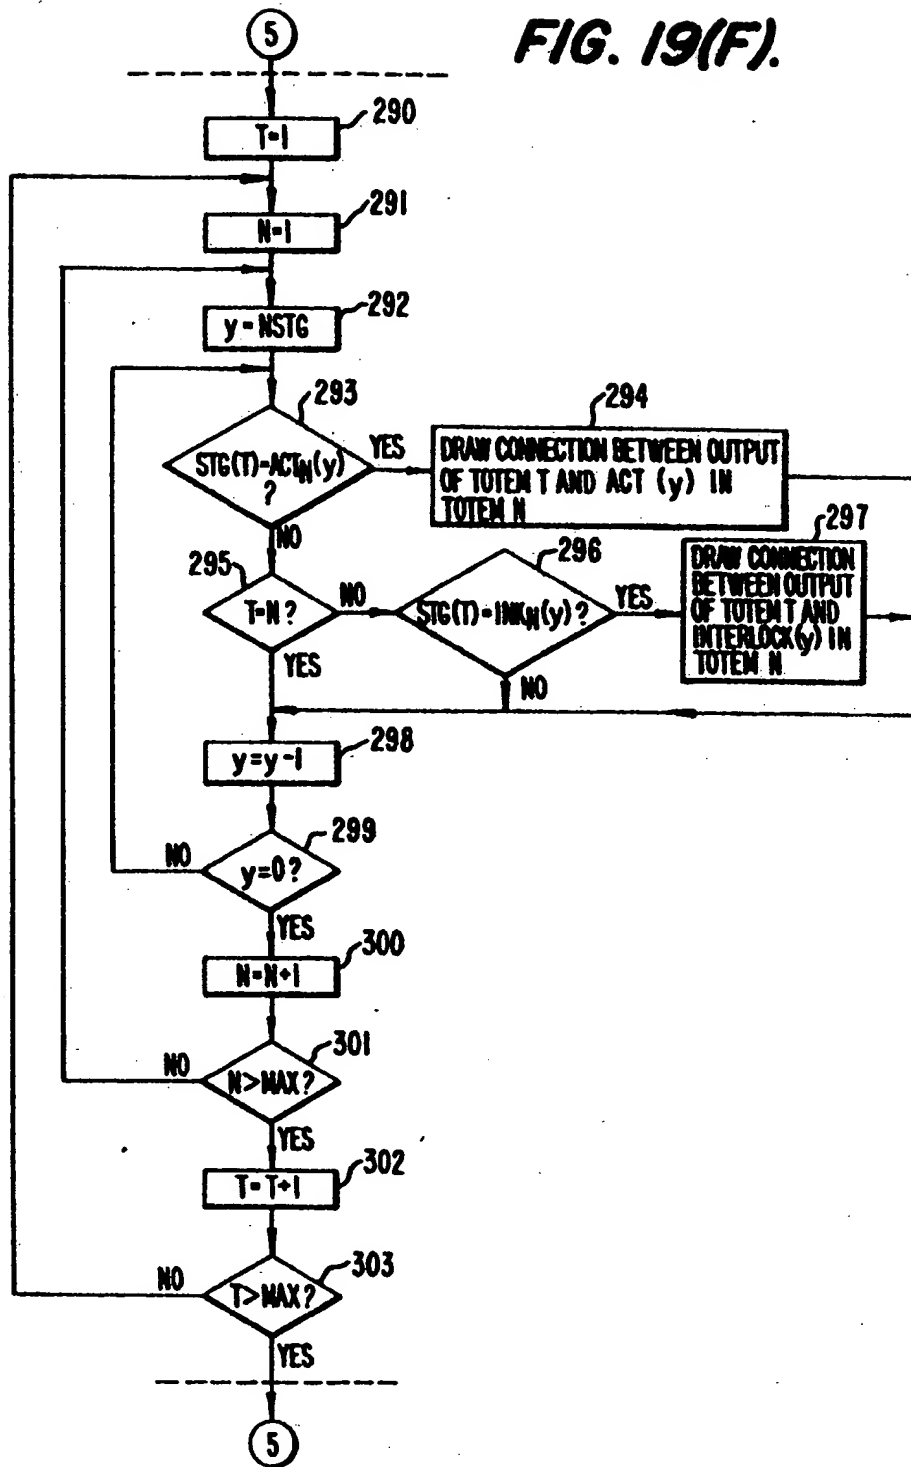 5
FIG. 19(F).
290
T=1
291
N=1
292
y=NSTG
293
STG(T)=ACTN(y)
?
YES
294
DRAW CONNECTION BETWEEN OUTPUT
OF TOTEM T AND ACT (y) IN
TOTEM N
NO
295
T=N?
NO
296
STG(T)=INKN(y)?
YES
297
DRAW CONNECTION
BETWEEN OUTPUT
OF TOTEM T AND
INTERLOCK(y) IN
TOTEM N
YES
NO
298
y=y-1
299
y=0?
NO
YES
300
N=N+1
301
N>MAX?
NO
YES
302
T=T+1
303
T>MAX?
NO
YES
5